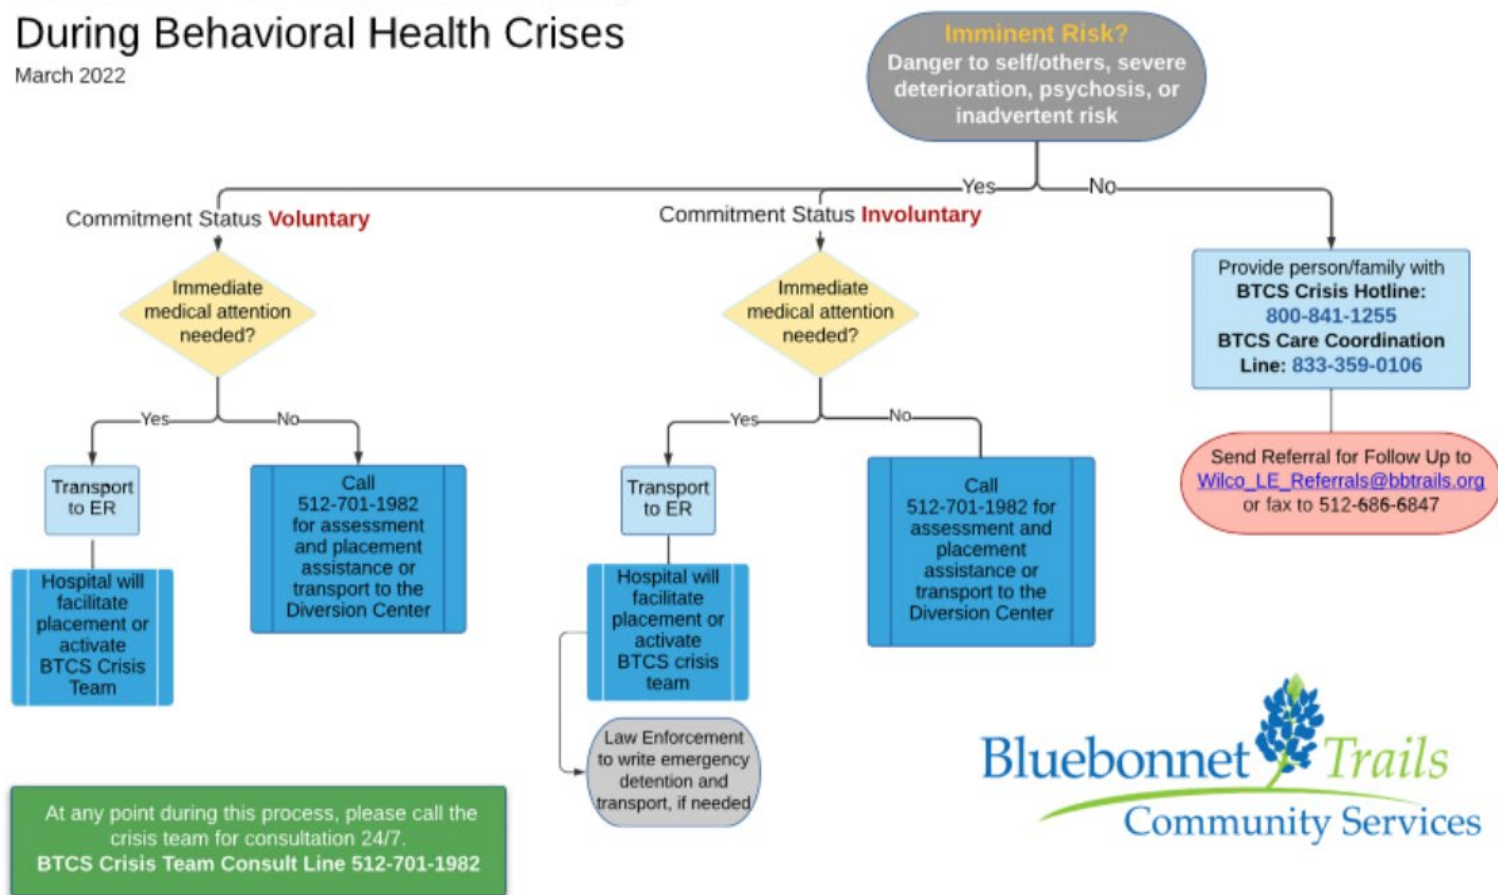 During Behavioral Health Crises
March 2022
Imminent Risk?
Danger to self/others, severe
deterioration, psychosis, or
inadvertent risk
Yes
No
Commitment Status Voluntary
Immediate
medical attention
needed?
Yes
No
Transport
to ER
Hospital will
facilitate
placement or
activate
BTCS Crisis
Team
Call
512-701-1982
for assessment
and placement
assistance or
transport to the
Diversion Center
Commitment Status Involuntary
Immediate
medical attention
needed?
Yes
No
Transport
to ER
Hospital will
facilitate
placement or
activate
BTCS crisis
team
Law Enforcement
to write emergency
detention and
transport, if needed
Call
512-701-1982 for
assessment and
placement
assistance or
transport to the
Diversion Center
Provide person/family with
BTCS Crisis Hotline:
800-841-1255
BTCS Care Coordination
Line: 833-359-0106
Send Referral for Follow Up to
Wilco_LE_Referrals@bbtrails.org
or fax to 512-686-6847
At any point during this process, please call the
crisis team for consultation 24/7.
BTCS Crisis Team Consult Line 512-701-1982
Bluebonnet Trails
Community Services